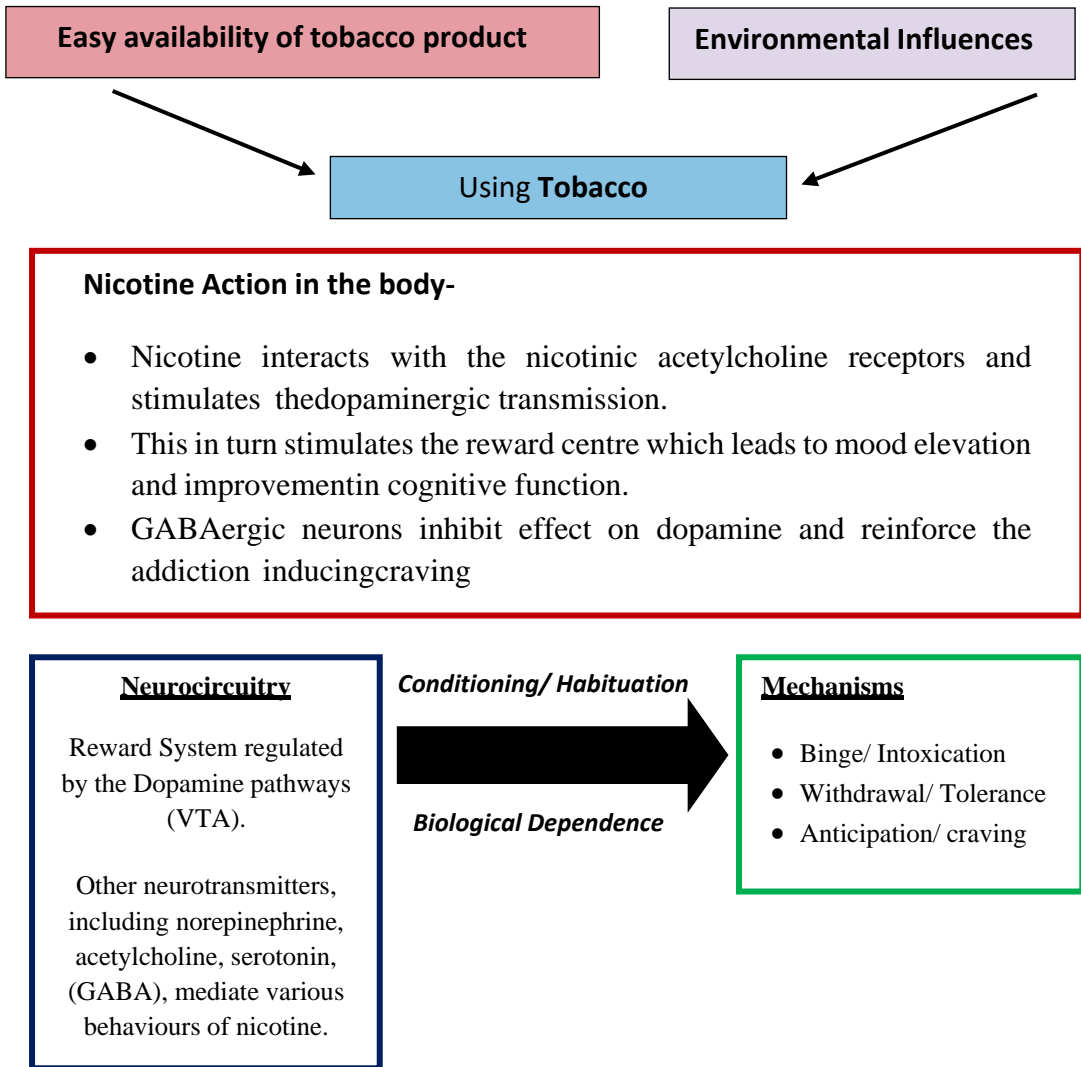 Easy availability of tobacco product
Environmental Influences
Using Tobacco
Nicotine Action in the body-
• Nicotine interacts with the nicotinic acetylcholine receptors and
stimulates thedopaminergic transmission.
• This in turn stimulates the reward centre which leads to mood elevation
and improvementin cognitive function.
• GABAergic neurons inhibit effect on dopamine and reinforce the
addiction inducingcraving
Neurocircuitry
Reward System regulated
by the Dopamine pathways
(VTA).
Other neurotransmitters,
including norepinephrine,
acetylcholine, serotonin,
(GABA), mediate various
behaviours of nicotine.
Conditioning/ Habituation
Biological Dependence
Mechanisms
• Binge/ Intoxication
• Withdrawal/ Tolerance
• Anticipation/ craving